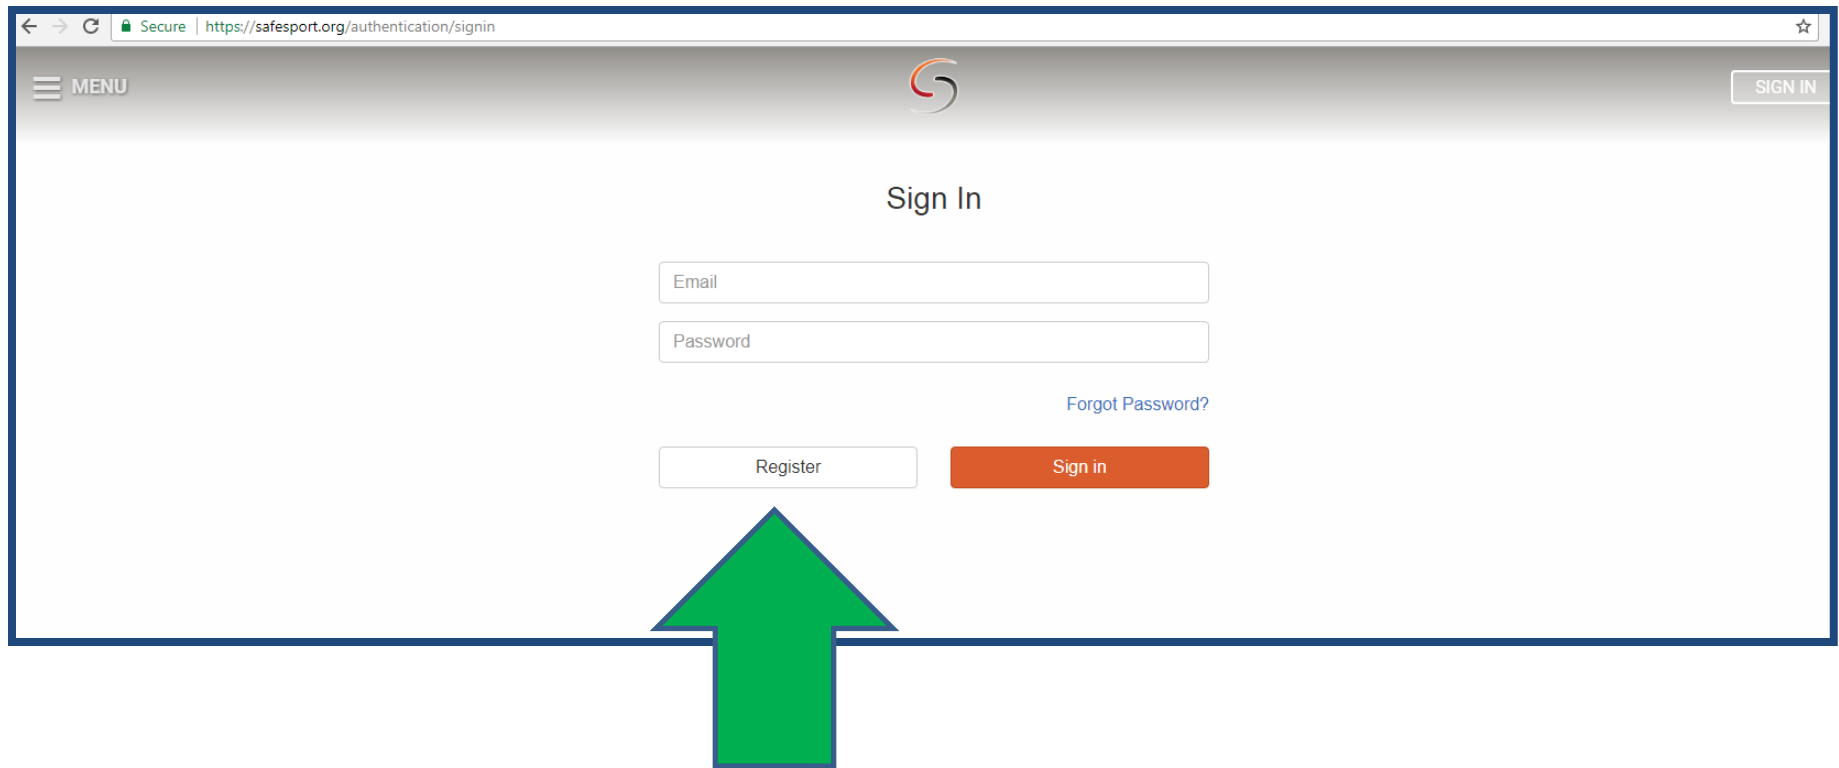 Secure | https://safesport.org/authentication/signin
MENU
SIGN IN
Sign In
Email
Password
Forgot Password?
Register
Sign in